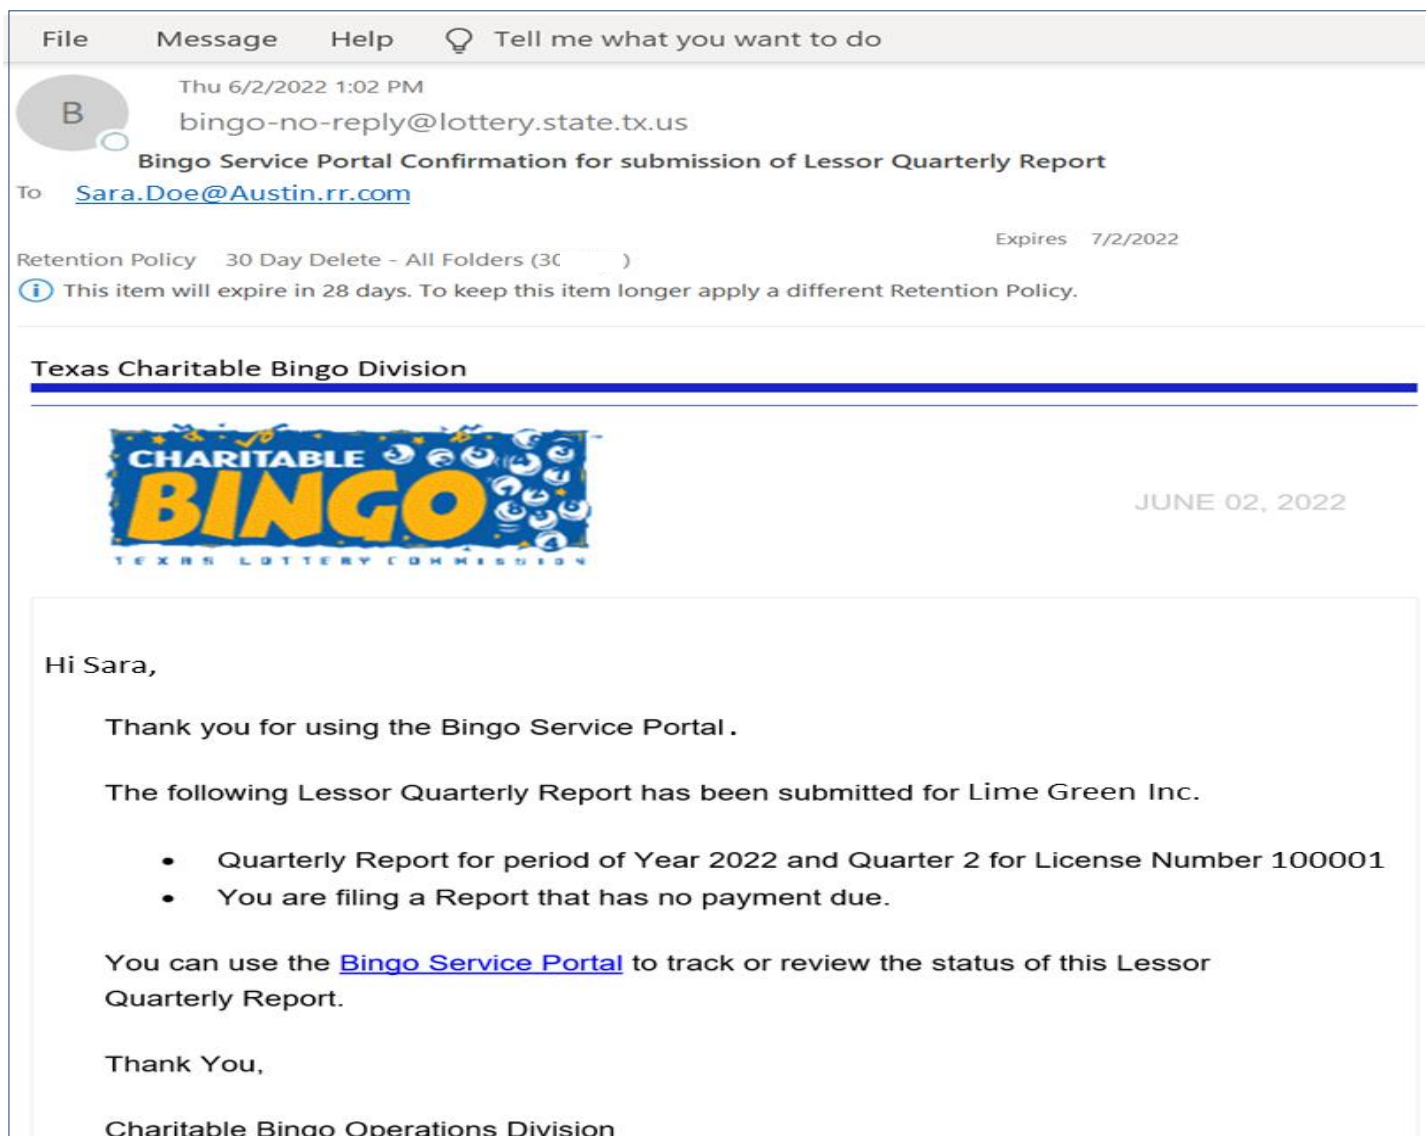 File Message Help Tell me what you want to do
Thu 6/2/2022 1:02 PM
B
bingo-no-reply@lottery.state.tx.us
Bingo Service Portal Confirmation for submission of Lessor Quarterly Report
To Sara.Doe@Austin.rr.com
Expires 7/2/2022
Retention Policy 30 Day Delete - All Folders (30 )
This item will expire in 28 days. To keep this item longer apply a different Retention Policy.
Texas Charitable Bingo Division
CHARITABLE
BINGO
TEXAS LOTTERY COMMISSION
JUNE 02, 2022
Hi Sara,
Thank you for using the Bingo Service Portal.
The following Lessor Quarterly Report has been submitted for Lime Green Inc.
• Quarterly Report for period of Year 2022 and Quarter 2 for License Number 100001
• You are filing a Report that has no payment due.
You can use the Bingo Service Portal to track or review the status of this Lessor
Quarterly Report.
Thank You,
Charitable Bingo Operations Division